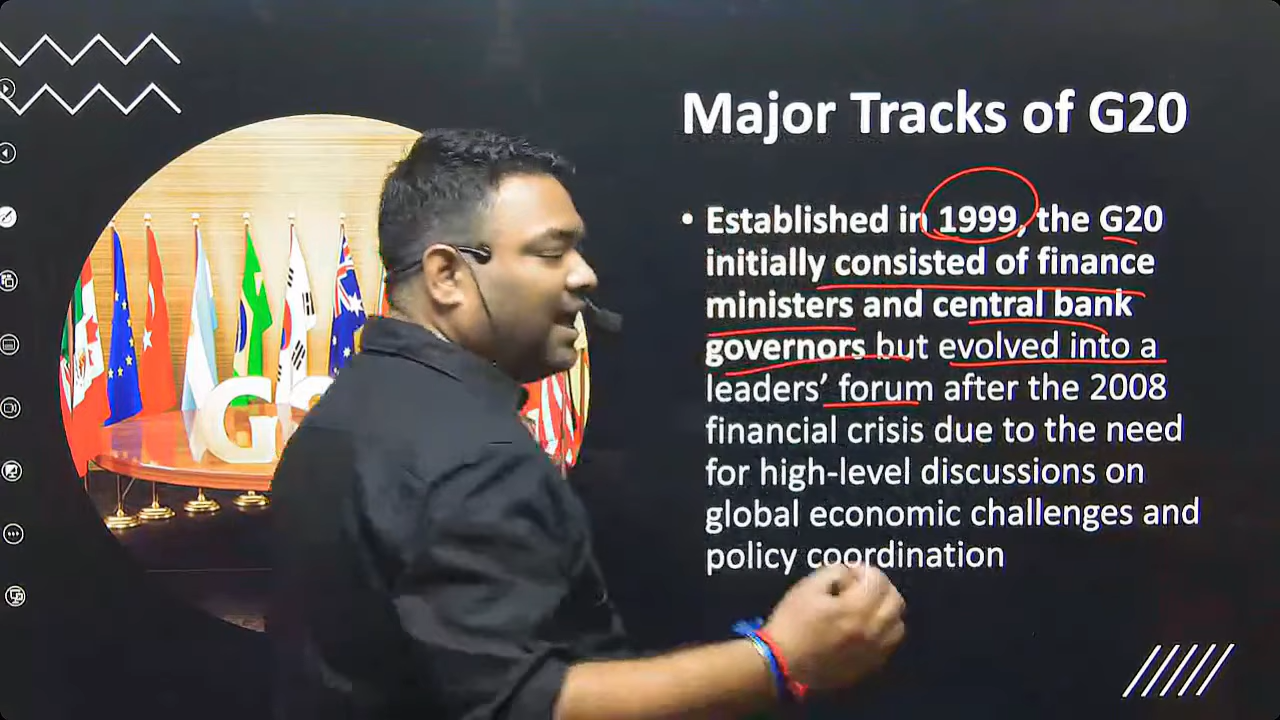 Major Tracks of G20
• Established in 1999, the G20
initially consisted of finance
ministers and central bank
governors but evolved into a
leaders’ forum after the 2008
financial crisis due to the need
for high-level discussions on
global economic challenges and
policy coordination
G